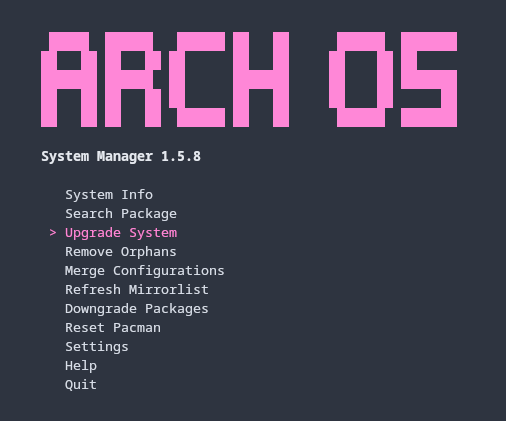 ARCH OS
System Manager 1.5.8
System Info
Search Package
> Upgrade System
Remove Orphans
Merge Configurations
Refresh Mirrorlist
Downgrade Packages
Reset Pacman
Settings
Help
Quit